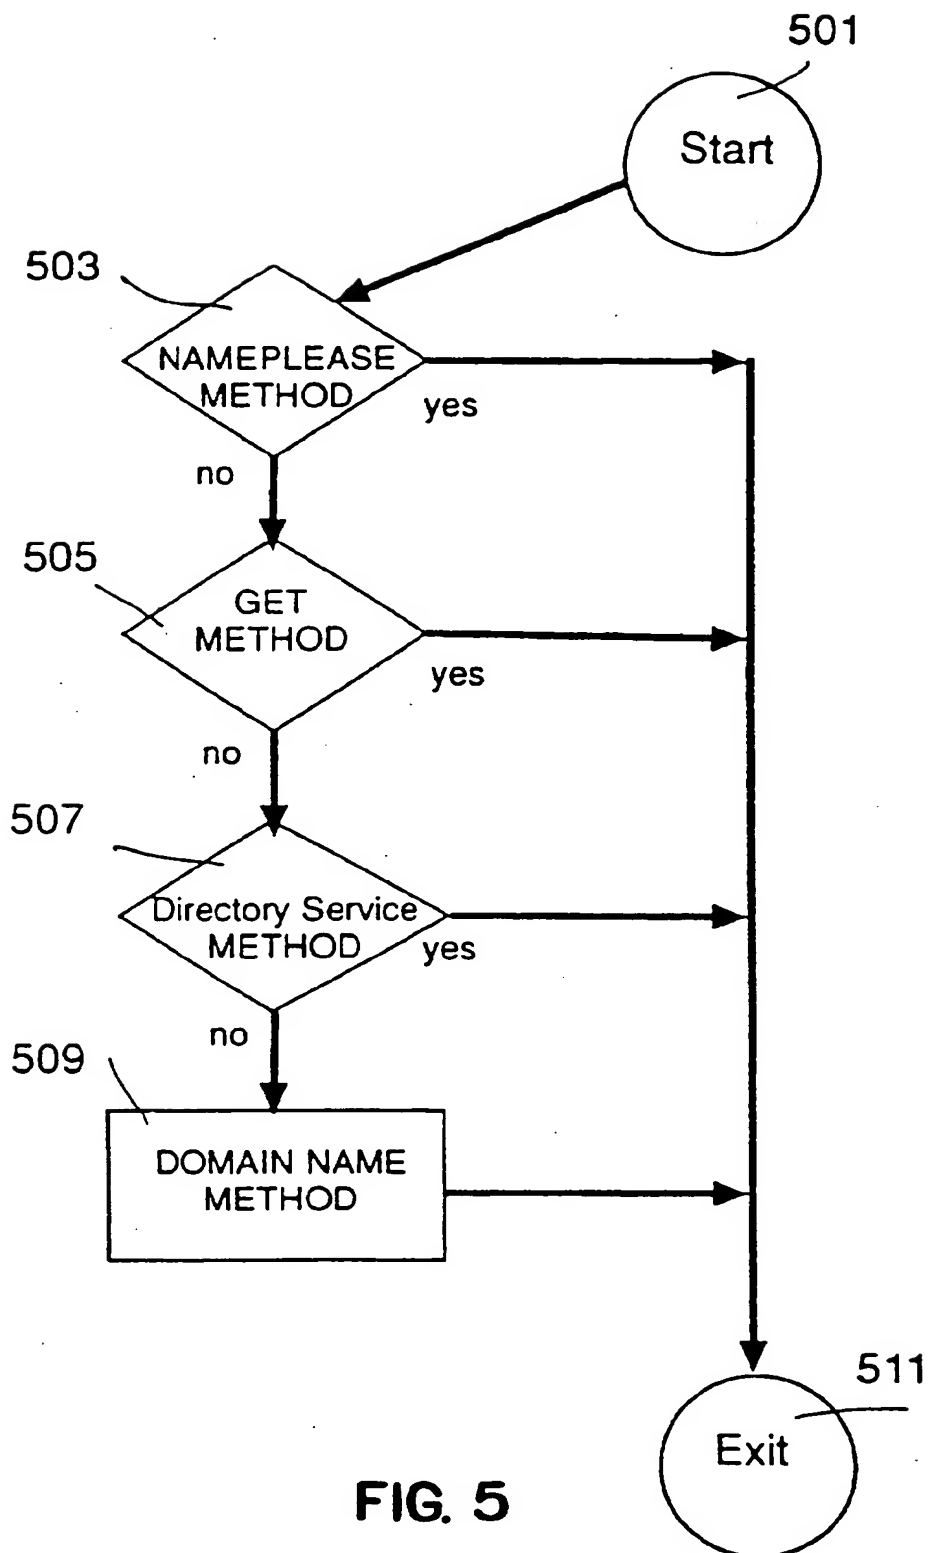 501
Start
503
NAMEPLEASE
METHOD
yes
no
505
GET
METHOD
yes
no
507
Directory Service
METHOD
yes
no
509
DOMAIN NAME
METHOD
511
Exit
FIG. 5